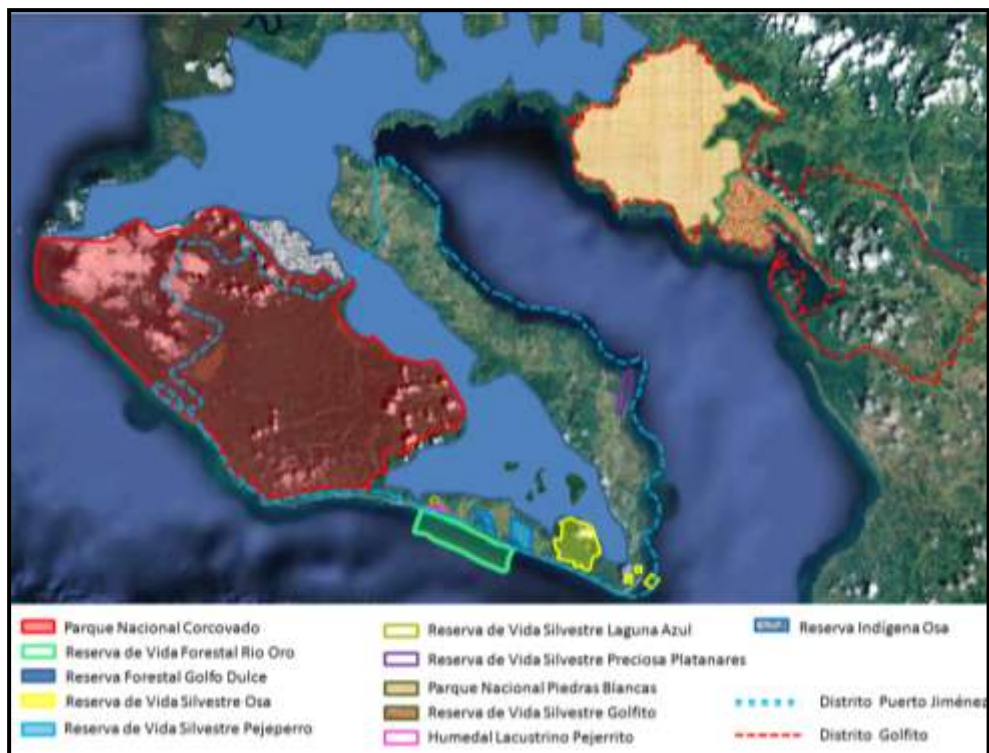 Parque Nacional Corcovado
Reserva de Vida Forestal Rio Oro
Reserva Forestal Golfo Dulce
Reserva de Vida Silvestre Osa
Reserva de Vida Silvestre Pejeperro
Reserva de Vida Silvestre Laguna Azul
Reserva de Vida Silvestre Preciosa Platanares
Parque Nacional Piedras Blancas
Reserva de Vida Silvestre Golfito
Humedal Lacustrino Pejerrito
Reserva Indígena Osa
Distrito Puerto Jiménez
Distrito Golfito